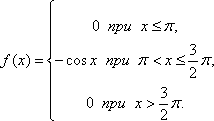 0 при x ≤ π,
f(x) = { −cos x при π < x ≤ 3/2 π,
0 при x > 3/2 π.